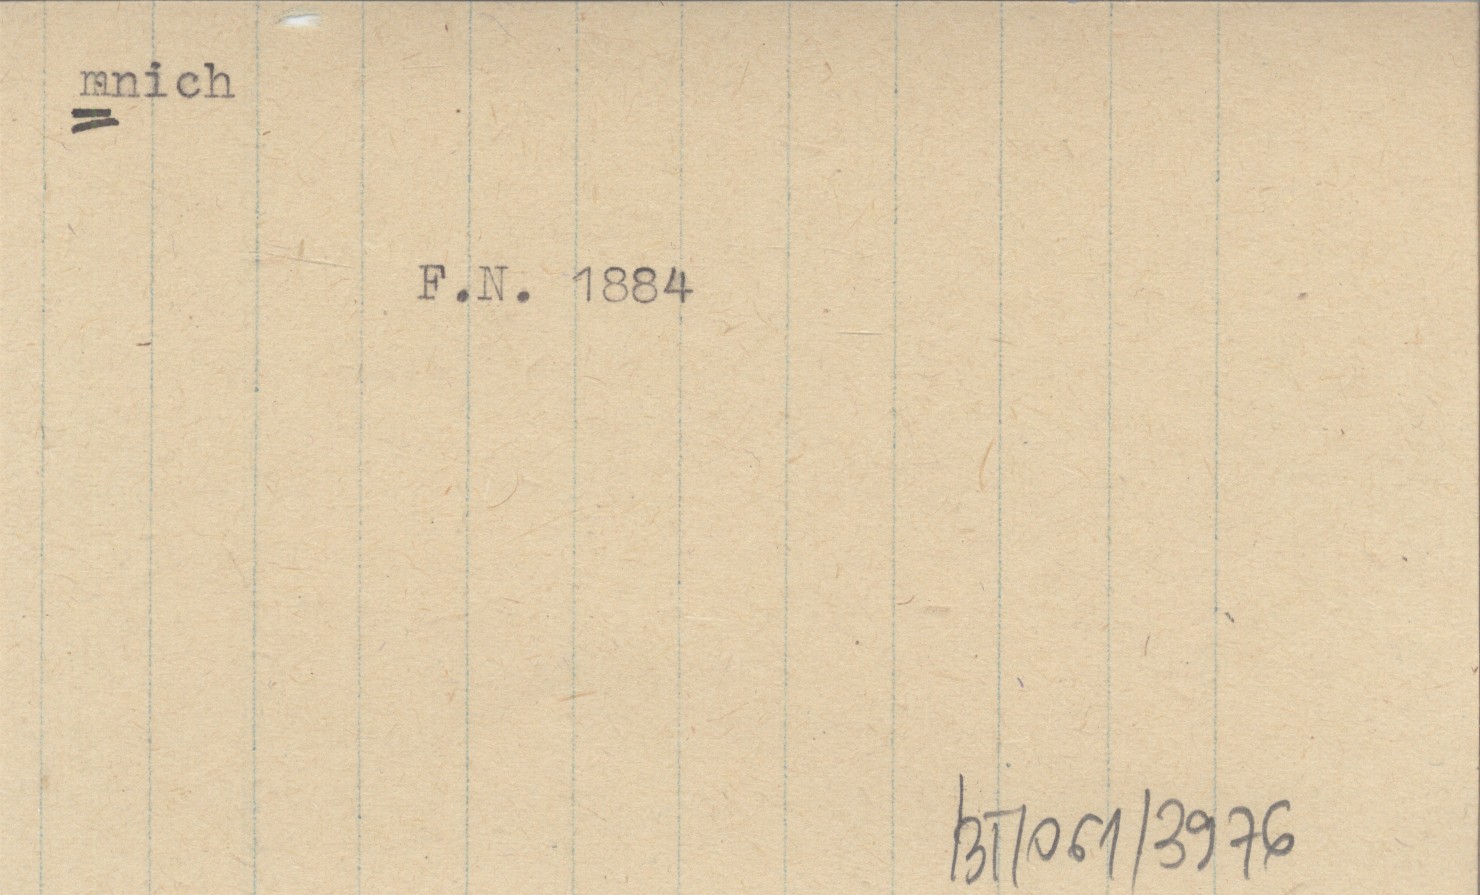 mnich
F.N. 1884
BT/061/3976